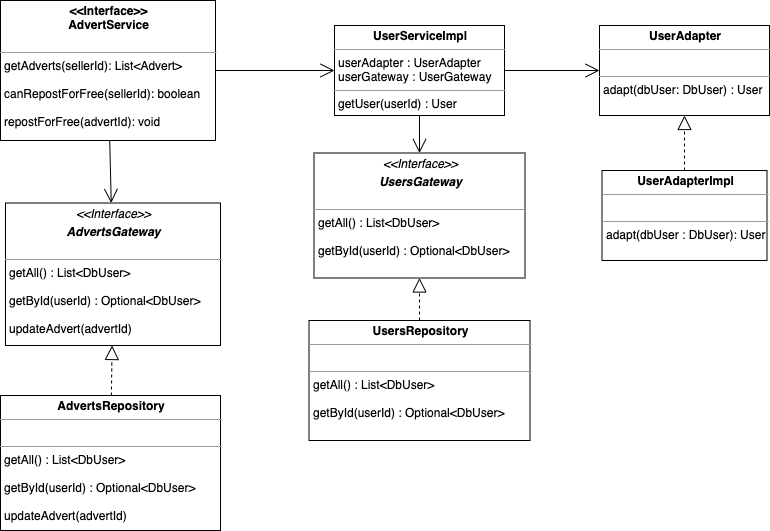 <<Interface>>
AdvertService
getAdverts(sellerId): List<Advert>
canRepostForFree(sellerId): boolean
repostForFree(advertId): void
UserServiceImpl
userAdapter : UserAdapter
userGateway : UserGateway
getUser(userId) : User
UserAdapter
adapt(dbUser: DbUser) : User
<<Interface>>
UsersGateway
getAll() : List<DbUser>
getById(userId) : Optional<DbUser>
UserAdapterImpl
adapt(dbUser : DbUser): User
<<Interface>>
AdvertsGateway
getAll() : List<DbUser>
getById(userId) : Optional<DbUser>
updateAdvert(advertId)
UsersRepository
getAll() : List<DbUser>
getById(userId) : Optional<DbUser>
AdvertsRepository
getAll() : List<DbUser>
getById(userId) : Optional<DbUser>
updateAdvert(advertId)